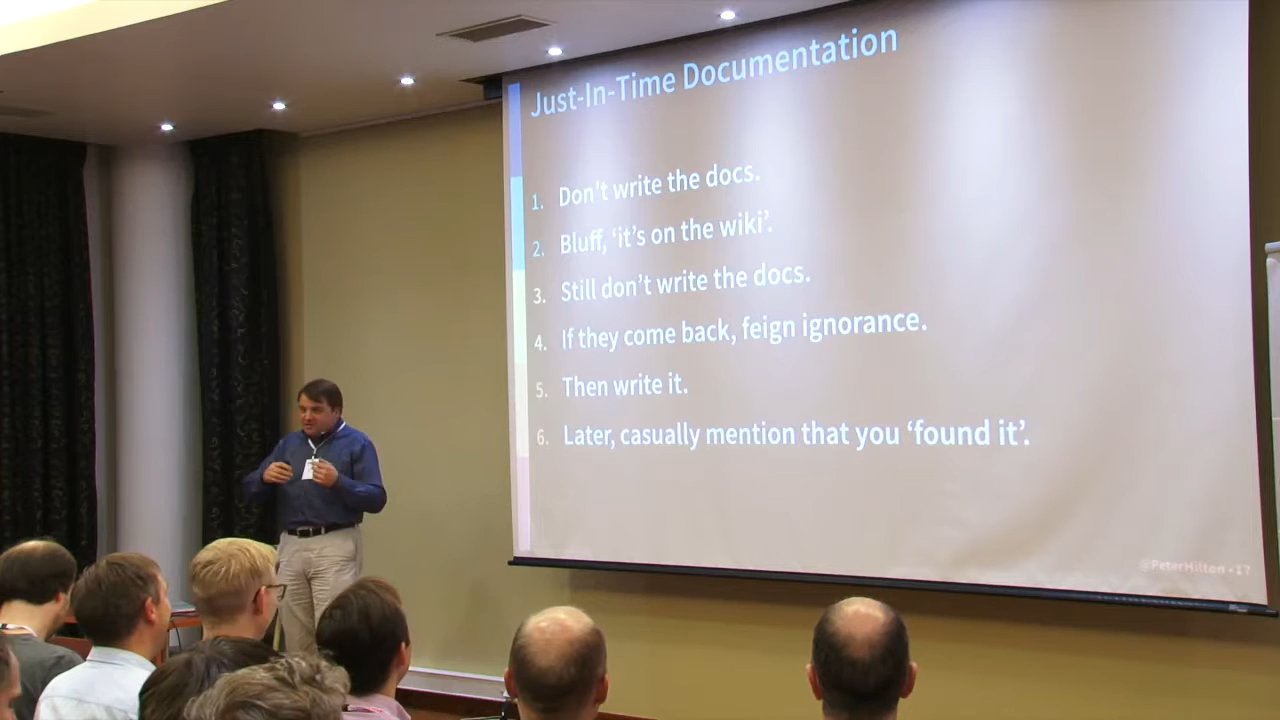 Just-In-Time Documentation
1. Don't write the docs.
2. Bluff, 'it's on the wiki'.
3. Still don't write the docs.
4. If they come back, feign ignorance.
5. Then write it.
6. Later, casually mention that you 'found it'.
@PeterHilton •17